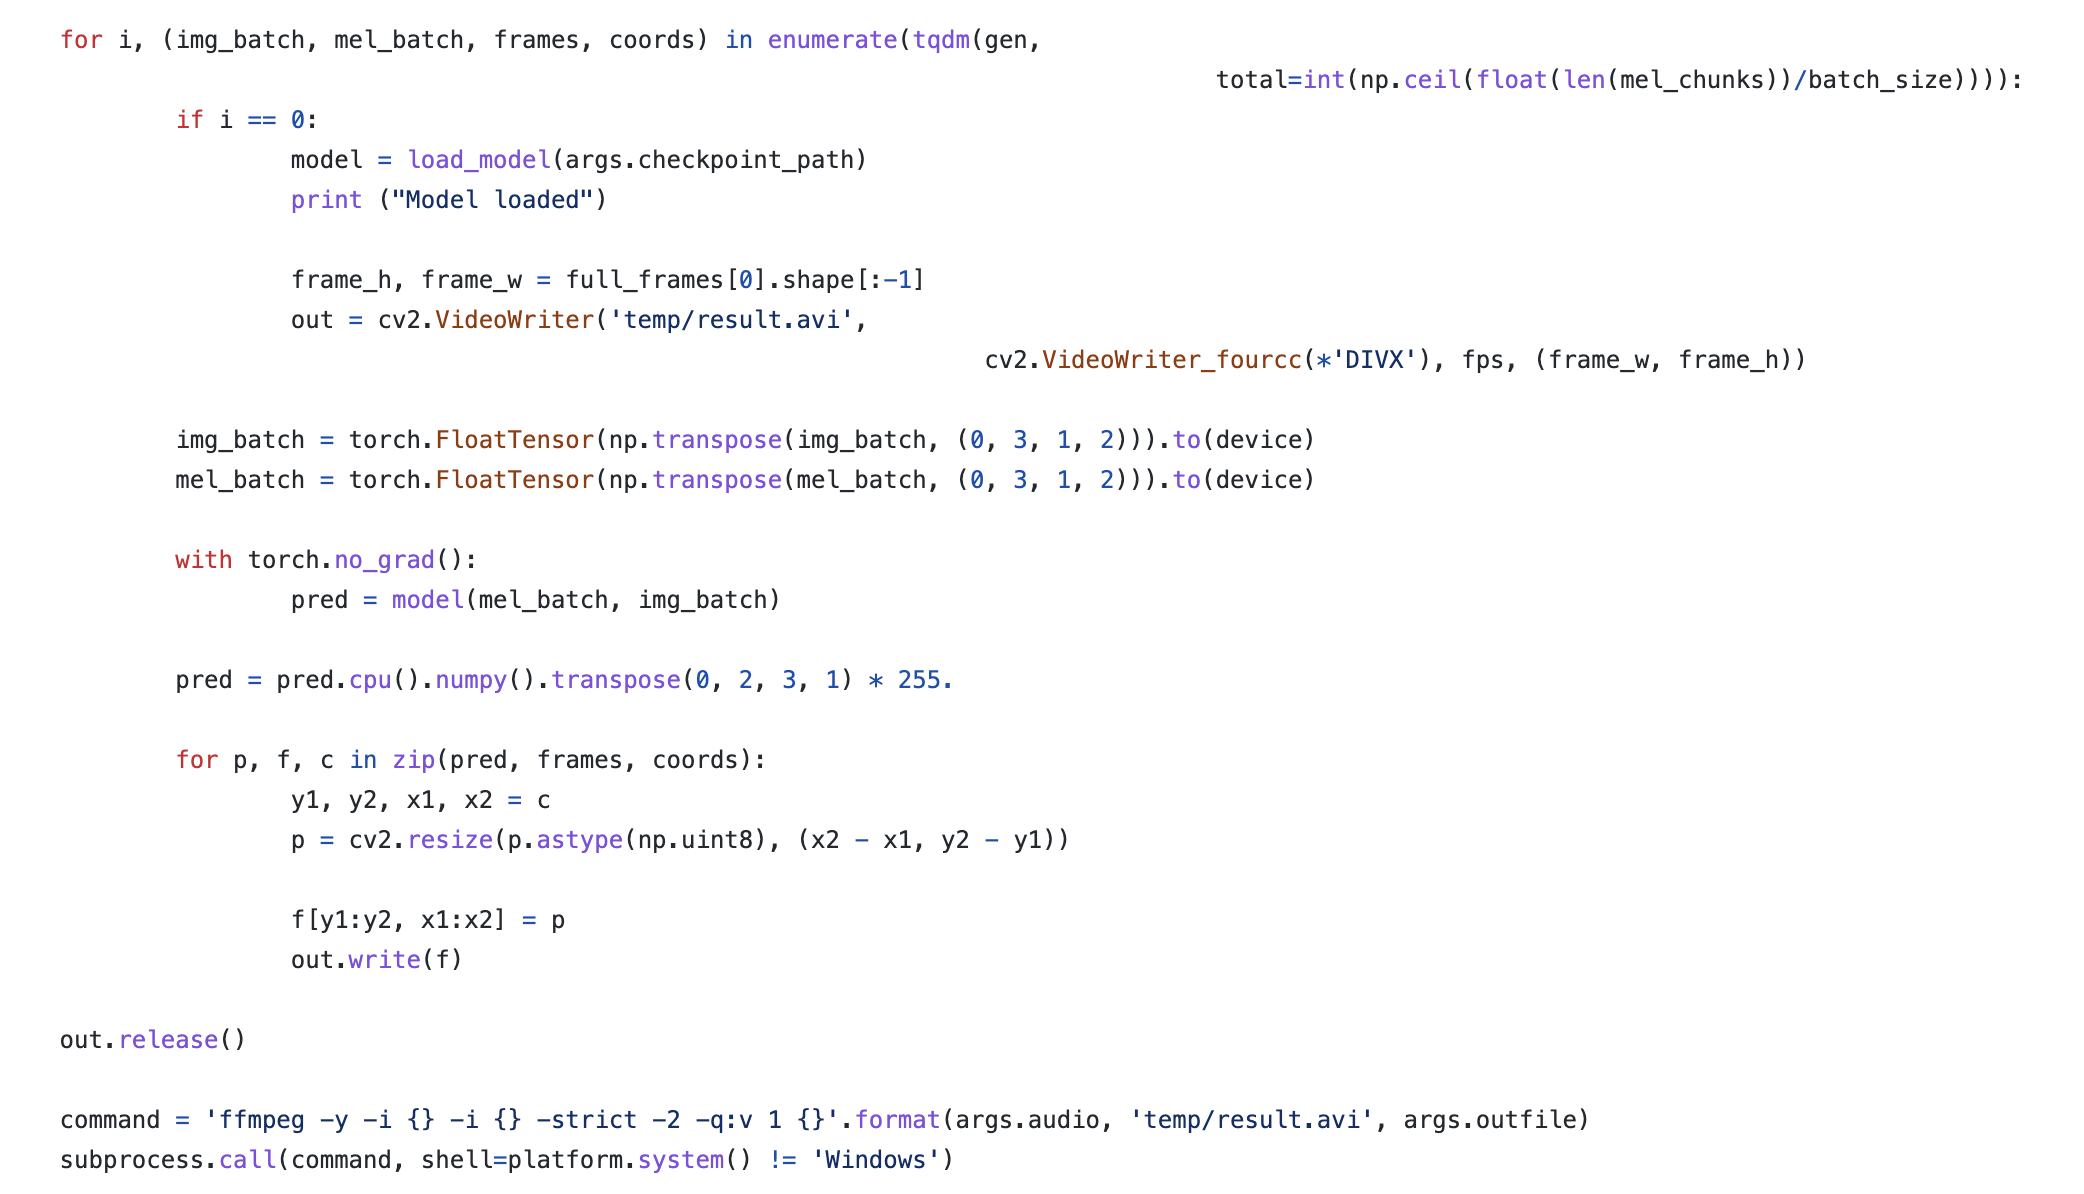 for i, (img_batch, mel_batch, frames, coords) in enumerate(tqdm(gen,
total=int(np.ceil(float(len(mel_chunks))/batch_size)))):
if i == 0:
model = load_model(args.checkpoint_path)
print ("Model loaded")
frame_h, frame_w = full_frames[0].shape[:-1]
out = cv2.VideoWriter('temp/result.avi',
cv2.VideoWriter_fourcc(*'DIVX'), fps, (frame_w, frame_h))
img_batch = torch.FloatTensor(np.transpose(img_batch, (0, 3, 1, 2))).to(device)
mel_batch = torch.FloatTensor(np.transpose(mel_batch, (0, 3, 1, 2))).to(device)
with torch.no_grad():
pred = model(mel_batch, img_batch)
pred = pred.cpu().numpy().transpose(0, 2, 3, 1) * 255.
for p, f, c in zip(pred, frames, coords):
y1, y2, x1, x2 = c
p = cv2.resize(p.astype(np.uint8), (x2 - x1, y2 - y1))
f[y1:y2, x1:x2] = p
out.write(f)
out.release()
command = 'ffmpeg -y -i {} -i {} -strict -2 -q:v 1 {}'.format(args.audio, 'temp/result.avi', args.outfile)
subprocess.call(command, shell=platform.system() != 'Windows')